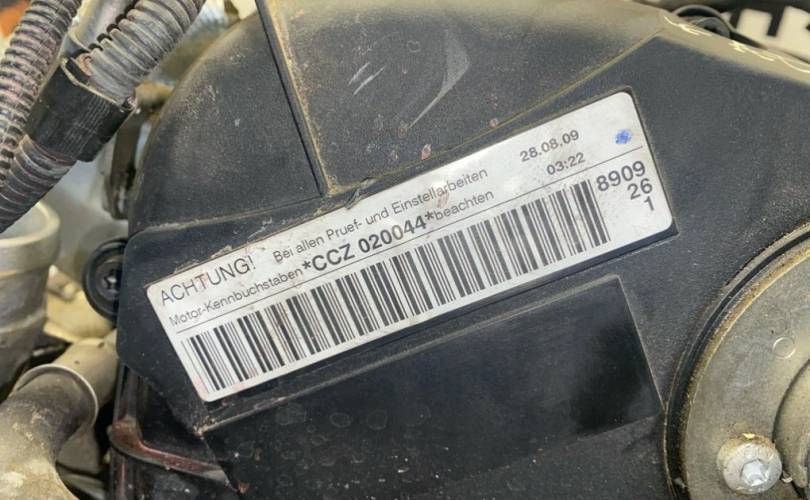 ACHTUNG! Bei allen Pruef- und Einstellarbeiten 28.08.09
Motor-Kennbuchstaben *CCZ 020044* beachten 03:22
8909
26
1